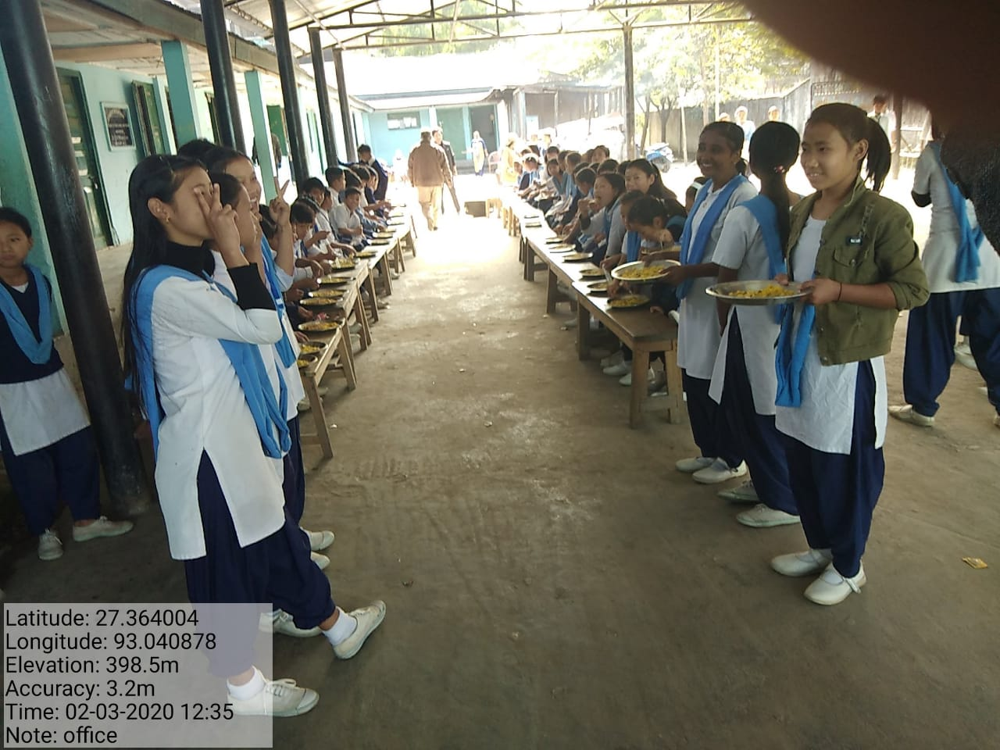 Latitude: 27.364004
Longitude: 93.040878
Elevation: 398.5m
Accuracy: 3.2m
Time: 02-03-2020 12:35
Note: office